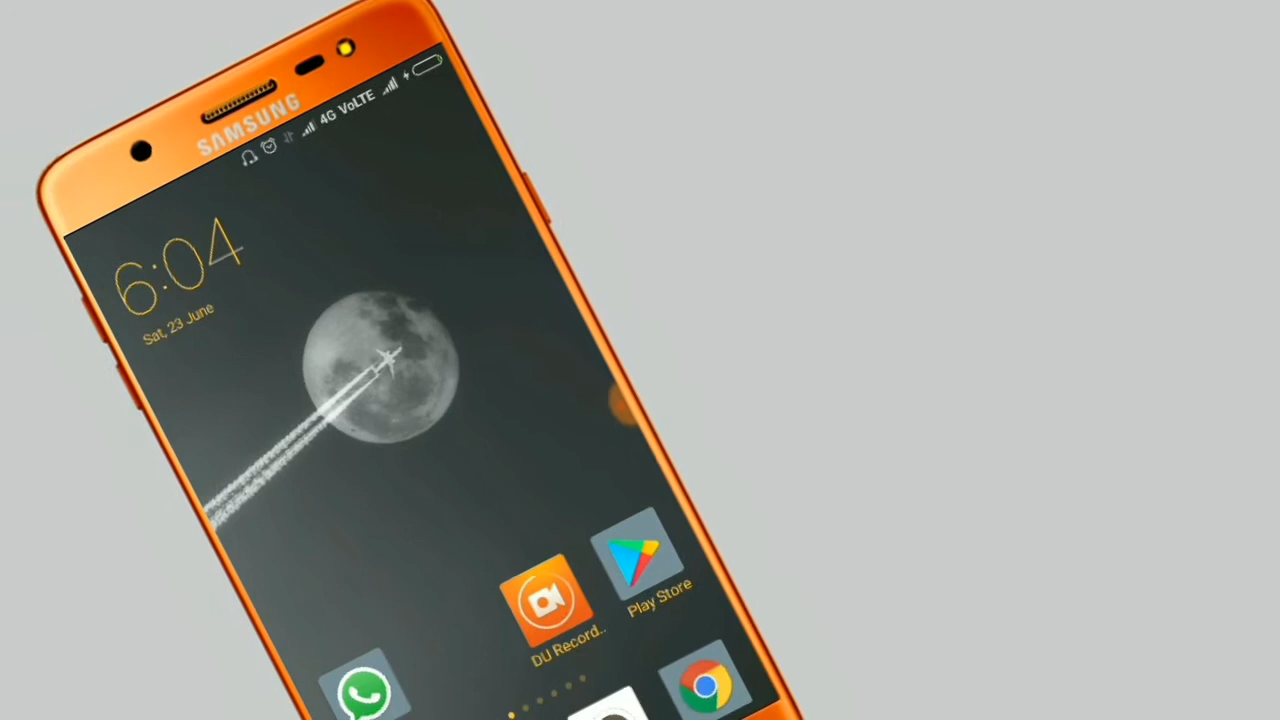 SAMSUNG
4G VoLTE
6:04
Sat, 23 June
Play Store
DU Record..